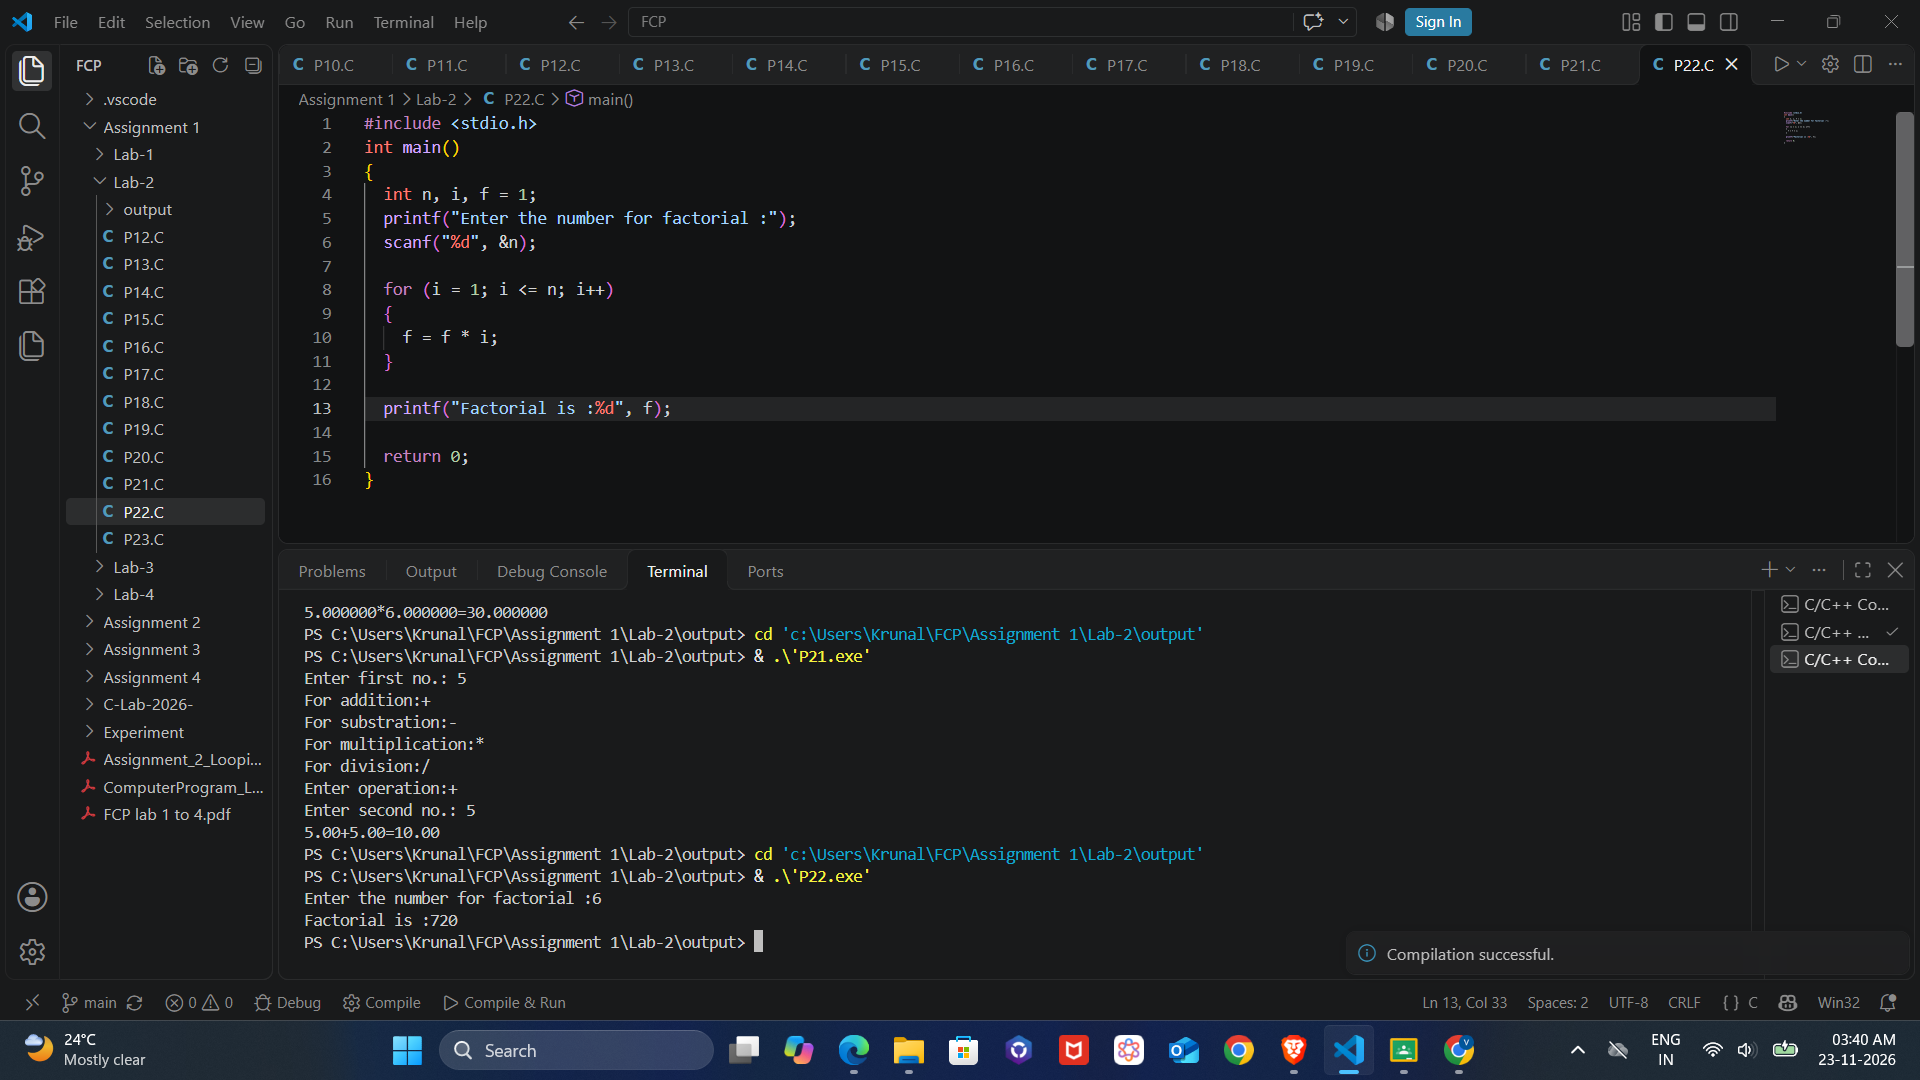 File Edit Selection View Go Run Terminal Help
FCP
Sign In
FCP
.vscode
Assignment 1
Lab-1
Lab-2
output
C P12.C
C P13.C
C P14.C
C P15.C
C P16.C
C P17.C
C P18.C
C P19.C
C P20.C
C P21.C
C P22.C
C P23.C
Lab-3
Lab-4
Assignment 2
Assignment 3
Assignment 4
C-Lab-2026-
Experiment
Assignment_2_Loopi...
ComputerProgram_L...
FCP lab 1 to 4.pdf
C P10.C C P11.C C P12.C C P13.C C P14.C C P15.C C P16.C C P17.C C P18.C C P19.C C P20.C C P21.C C P22.C
Assignment 1 > Lab-2 > C P22.C > main()
1 #include <stdio.h>
2 int main()
3 {
4 int n, i, f = 1;
5 printf("Enter the number for factorial :");
6 scanf("%d", &n);
7
8 for (i = 1; i <= n; i++)
9 {
10 f = f * i;
11 }
12
13 printf("Factorial is :%d", f);
14
15 return 0;
16 }
Problems Output Debug Console Terminal Ports
5.000000*6.000000=30.000000
PS C:\Users\Krunal\FCP\Assignment 1\Lab-2\output> cd 'c:\Users\Krunal\FCP\Assignment 1\Lab-2\output'
PS C:\Users\Krunal\FCP\Assignment 1\Lab-2\output> & .\'P21.exe'
Enter first no.: 5
For addition:+
For substration:-
For multiplication:*
For division:/
Enter operation:+
Enter second no.: 5
5.00+5.00=10.00
PS C:\Users\Krunal\FCP\Assignment 1\Lab-2\output> cd 'c:\Users\Krunal\FCP\Assignment 1\Lab-2\output'
PS C:\Users\Krunal\FCP\Assignment 1\Lab-2\output> & .\'P22.exe'
Enter the number for factorial :6
Factorial is :720
PS C:\Users\Krunal\FCP\Assignment 1\Lab-2\output>
C/C++ Co...
C/C++ ...
C/C++ Co...
Compilation successful.
main 0 0 Debug Compile Compile & Run
Ln 13, Col 33 Spaces: 2 UTF-8 CRLF {} C Win32
24°C
Mostly clear
Search
ENG
IN
03:40 AM
23-11-2026